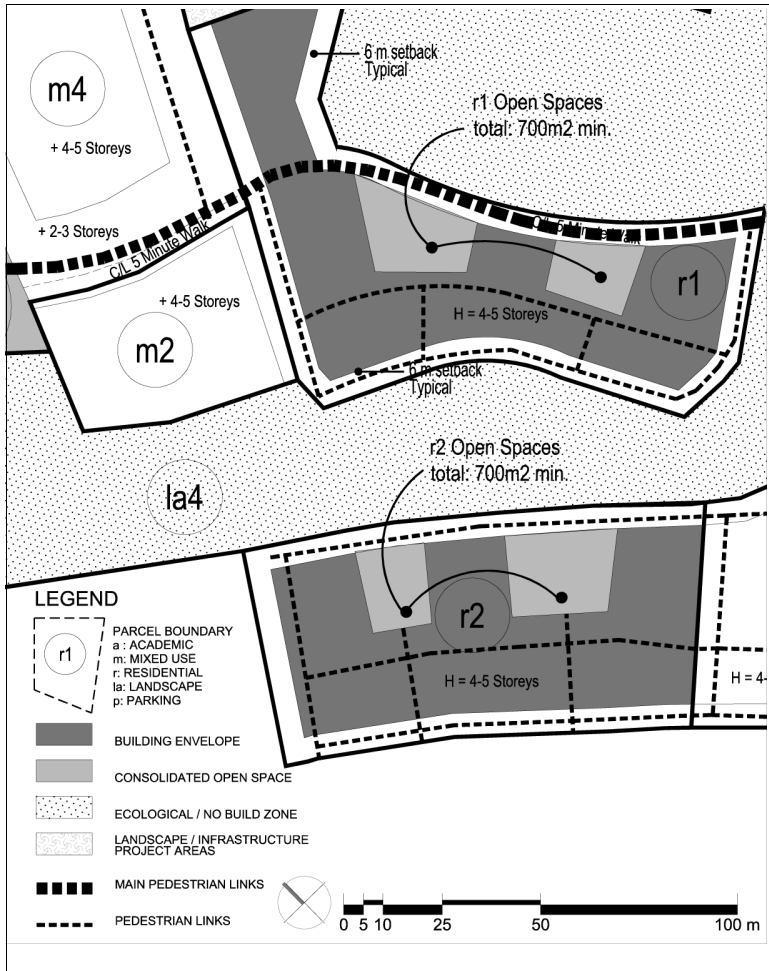 6 m setback
Typical
m4
+ 4-5 Storeys
r1 Open Spaces
total: 700m2 min.
+ 2-3 Storeys
C/L 5 Minute Walk
C/L 5 Minute Walk
+ 4-5 Storeys
m2
r1
H = 4-5 Storeys
6 m setback
Typical
r2 Open Spaces
total: 700m2 min.
la4
r2
H = 4-5 Storeys
H = 4-
LEGEND
r1
PARCEL BOUNDARY
a : ACADEMIC
m: MIXED USE
r: RESIDENTIAL
la: LANDSCAPE
p: PARKING
BUILDING ENVELOPE
CONSOLIDATED OPEN SPACE
ECOLOGICAL / NO BUILD ZONE
LANDSCAPE / INFRASTRUCTURE
PROJECT AREAS
MAIN PEDESTRIAN LINKS
PEDESTRIAN LINKS
0 5 10 25 50 100 m